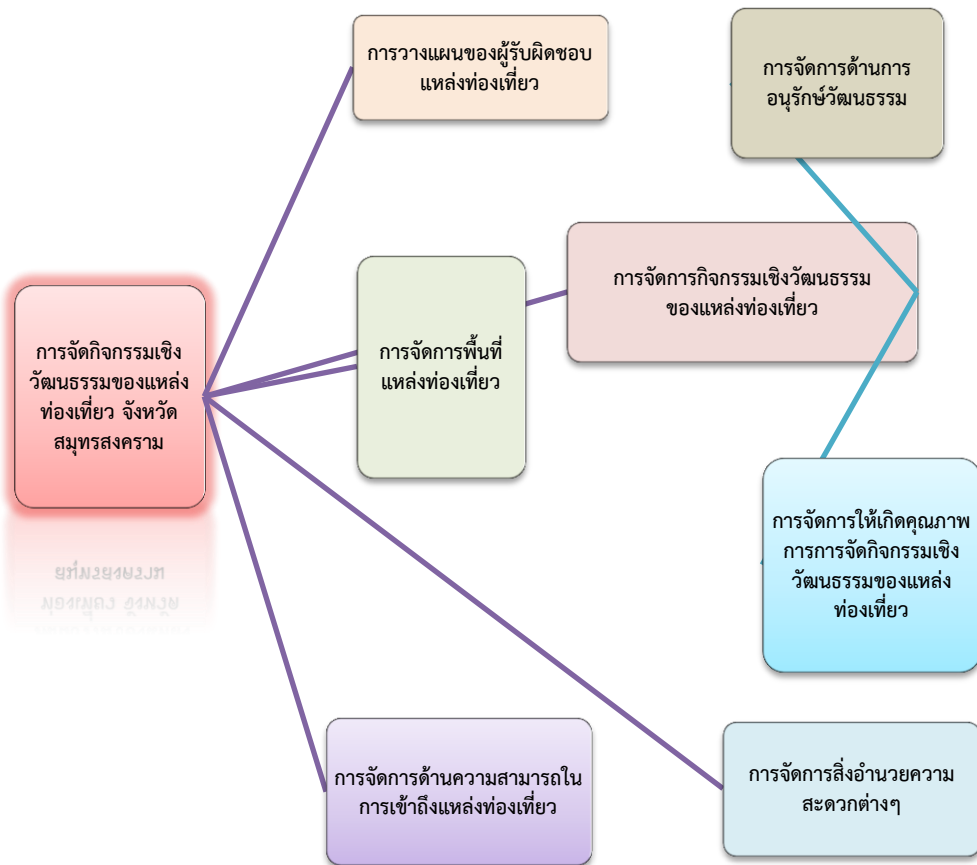 การวางแผนของผู้รับผิดชอบ
แหล่งท่องเที่ยว
การจัดการด้านการ
อนุรักษ์วัฒนธรรม
การจัดการกิจกรรมเชิงวัฒนธรรม
ของแหล่งท่องเที่ยว
การจัดกิจกรรมเชิง
วัฒนธรรมของแหล่ง
ท่องเที่ยว จังหวัด
สมุทรสงคราม
การจัดการพื้นที่
แหล่งท่องเที่ยว
การจัดการให้เกิดคุณภาพ
การการจัดกิจกรรมเชิง
วัฒนธรรมของแหล่ง
ท่องเที่ยว
การจัดการด้านความสามารถใน
การเข้าถึงแหล่งท่องเที่ยว
การจัดการสิ่งอำนวยความ
สะดวกต่างๆ